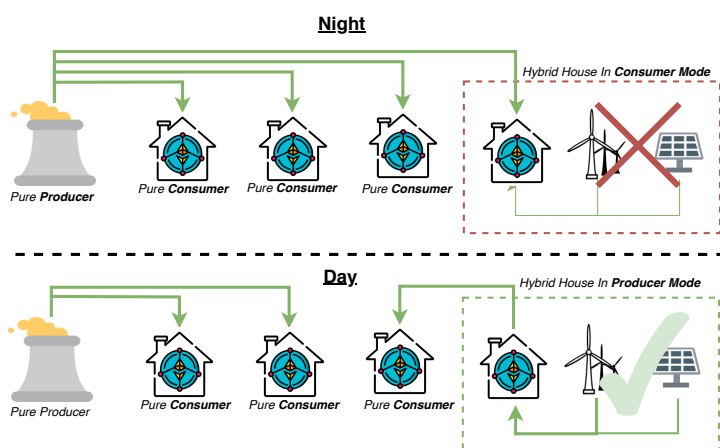 Night
Hybrid House In Consumer Mode
Pure Producer
Pure Consumer
Pure Consumer
Pure Consumer
Day
Hybrid House In Producer Mode
Pure Producer
Pure Consumer
Pure Consumer
Pure Consumer